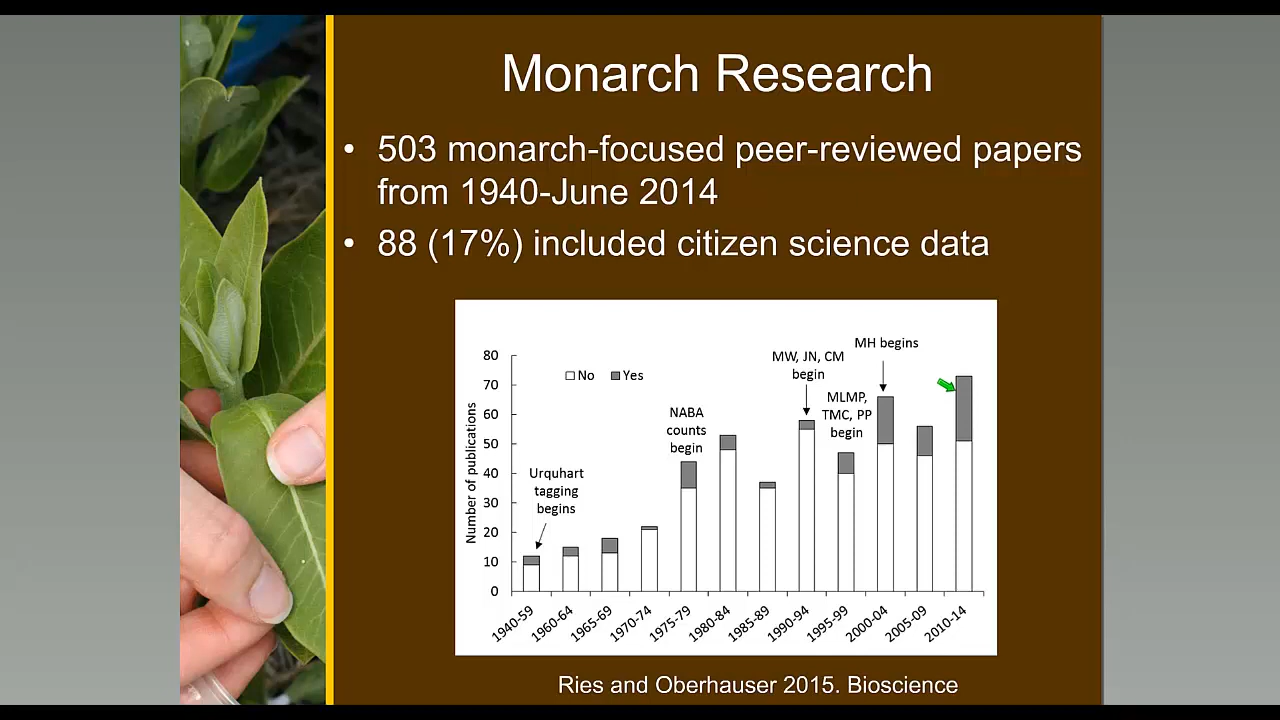 Monarch Research
• 503 monarch-focused peer-reviewed papers
from 1940-June 2014
• 88 (17%) included citizen science data
MH begins
MW, JN, CM
begin
80
No Yes
70
MLMP,
TMC, PP
begin
NABA
counts
begin
60
50
Urquhart
tagging
begins
40
30
20
10
0
Number of publications
1940-59
1960-64
1965-69
1970-74
1975-79
1980-84
1985-89
1990-94
1995-99
2000-04
2005-09
2010-14
Ries and Oberhauser 2015. Bioscience